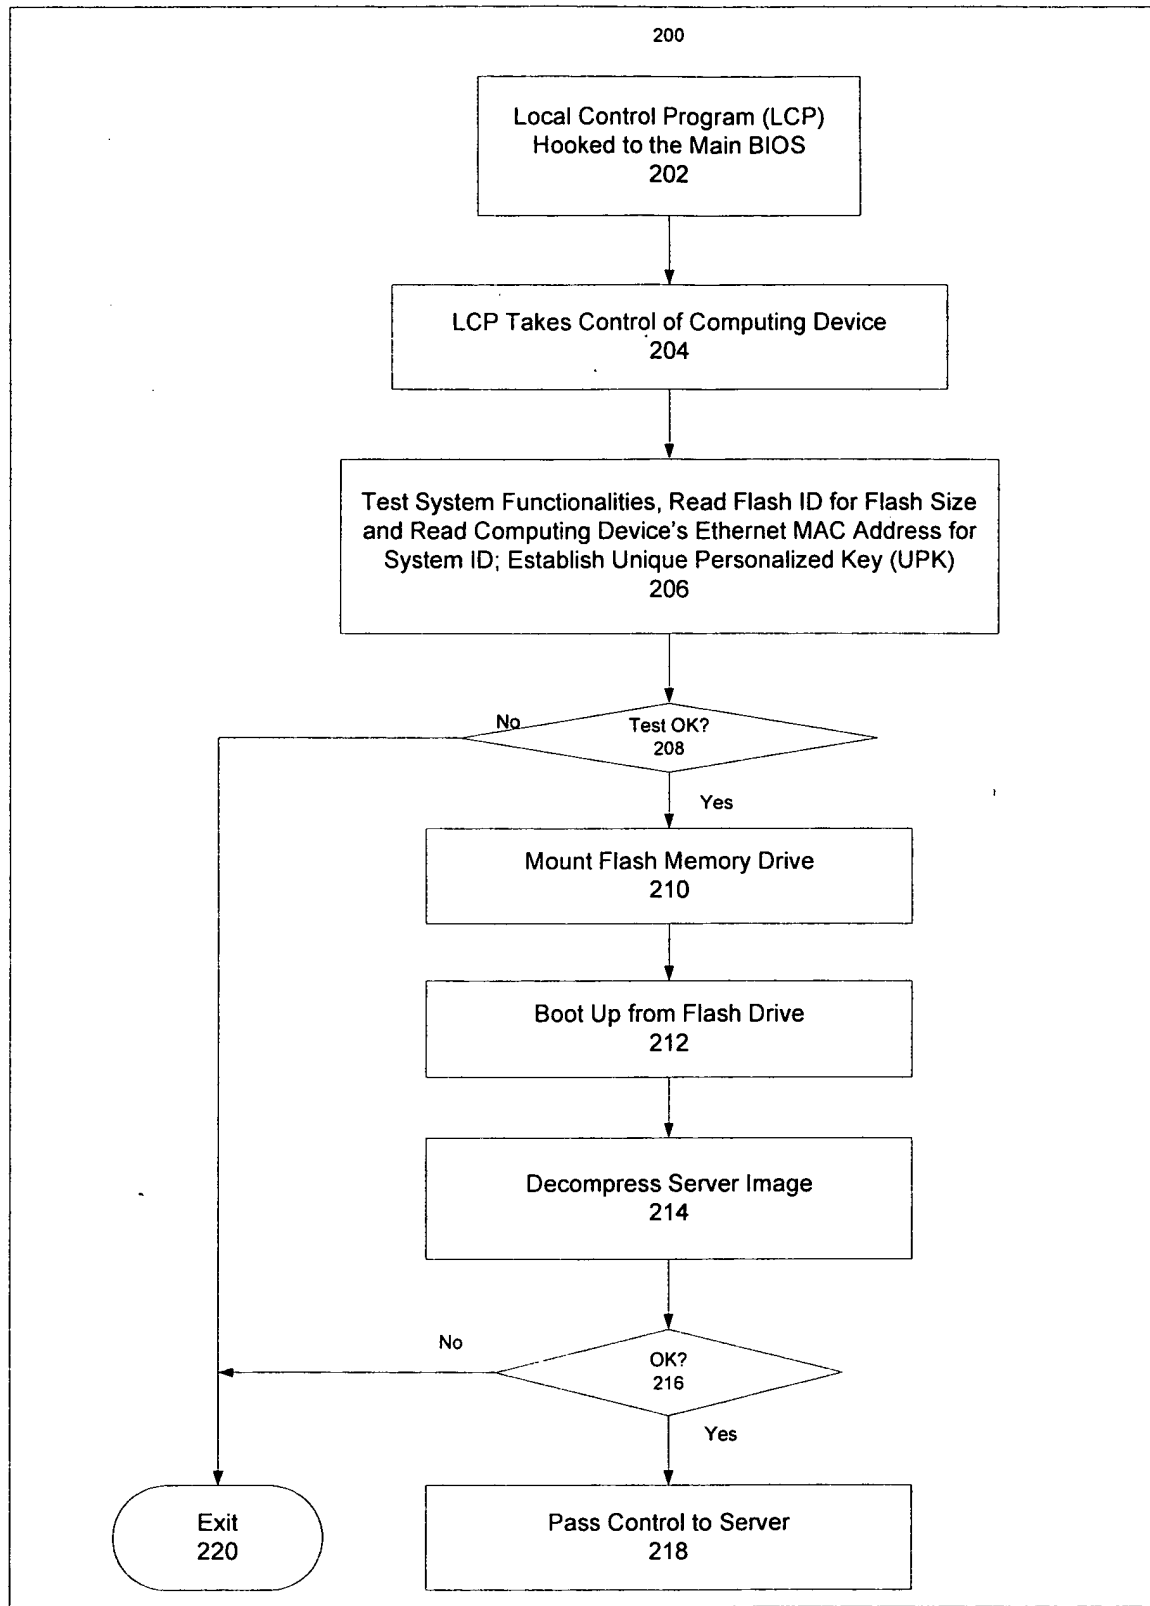 200
Local Control Program (LCP)
Hooked to the Main BIOS
202
LCP Takes Control of Computing Device
204
Test System Functionalities, Read Flash ID for Flash Size
and Read Computing Device's Ethernet MAC Address for
System ID; Establish Unique Personalized Key (UPK)
206
No
Test OK?
208
Yes
Mount Flash Memory Drive
210
Boot Up from Flash Drive
212
Decompress Server Image
214
No
OK?
216
Yes
Exit
220
Pass Control to Server
218